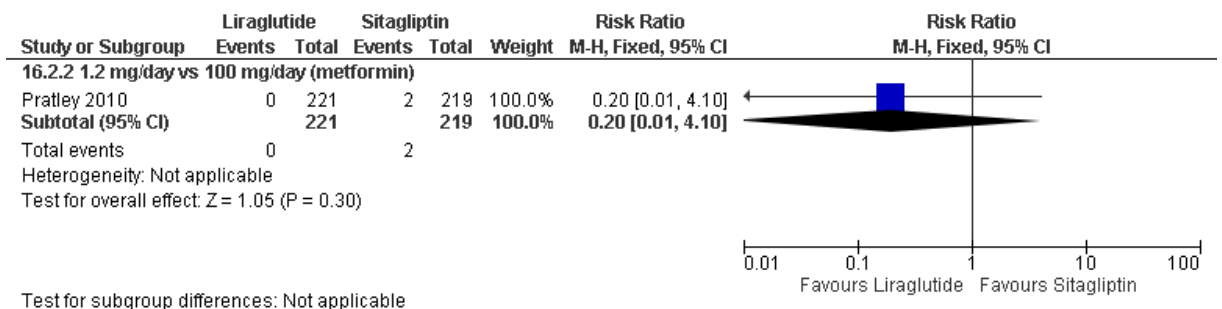 Liraglutide Sitagliptin Risk Ratio Risk Ratio
Study or Subgroup Events Total Events Total Weight M-H, Fixed, 95% CI M-H, Fixed, 95% CI
16.2.2 1.2 mg/day vs 100 mg/day (metformin)
Pratley 2010 0 221 2 219 100.0% 0.20 [0.01, 4.10]
Subtotal (95% CI) 221 219 100.0% 0.20 [0.01, 4.10]
Total events 0 2
Heterogeneity: Not applicable
Test for overall effect: Z = 1.05 (P = 0.30)
0.01 0.1 1 10 100
Favours Liraglutide Favours Sitagliptin
Test for subgroup differences: Not applicable